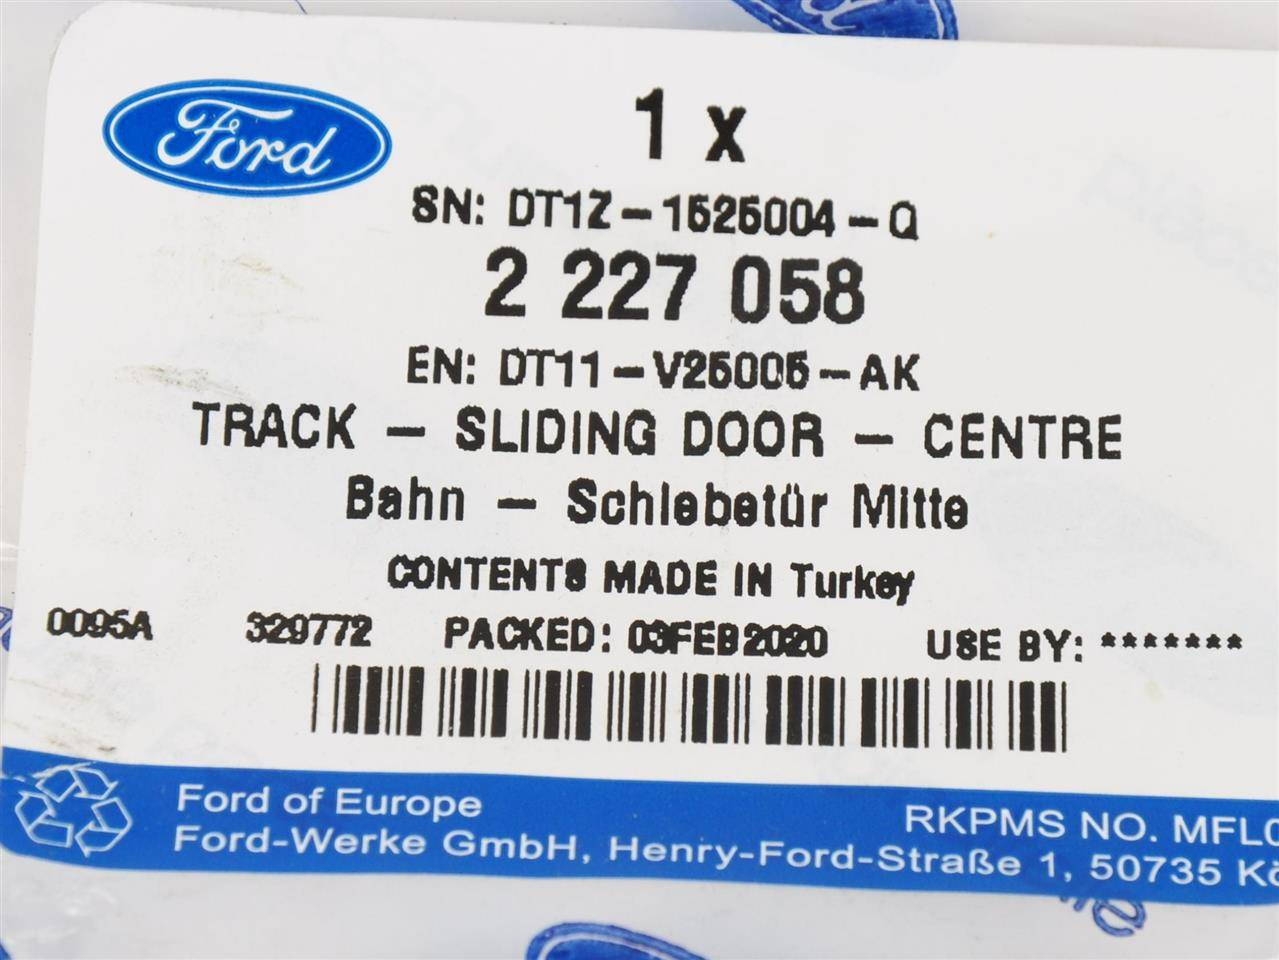 Ford
1 x
SN: DT1Z-1525004-Q
2 227 058
EN: DT11-V25005-AK
TRACK - SLIDING DOOR - CENTRE
Bahn - Schiebetür Mitte
CONTENTS MADE IN Turkey
0095A 329772 PACKED: 03FEB2020 USE BY: *******
Ford of Europe
Ford-Werke GmbH, Henry-Ford-Straße 1, 50735 Kö
RKPMS NO. MFL0